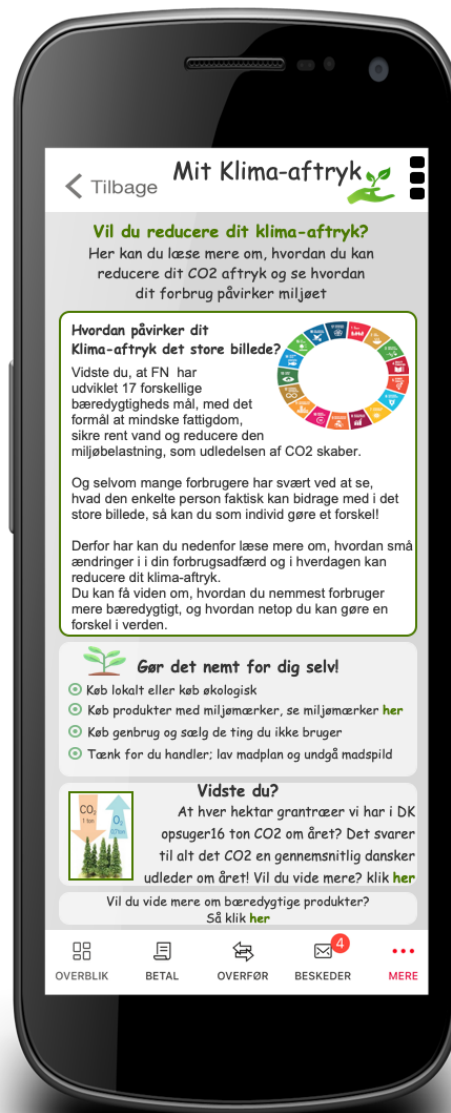 Tilbage
Mit Klima-aftryk
Vil du reducere dit klima-aftryk?
Her kan du læse mere om, hvordan du kan
reducere dit CO2 aftryk og se hvordan
dit forbrug påvirker miljøet
Hvordan påvirker dit
Klima-aftryk det store billede?
Vidste du, at FN har
udviklet 17 forskellige
bæredygtigheds mål, med det
formål at mindske fattigdom,
sikre rent vand og reducere den
miljøbelastning, som udledelsen af CO2 skaber.
Og selvom mange forbrugere har svært ved at se,
hvad den enkelte person faktisk kan bidrage med i det
store billede, så kan du som individ gøre et forskel!
Derfor har kan du nedenfor læse mere om, hvordan små
ændringer i i din forbrugsadfærd og i hverdagen kan
reducere dit klima-aftryk.
Du kan få viden om, hvordan du nemmest forbruger
mere bæredygtigt, og hvordan netop du kan gøre en
forskel i verden.
Gør det nemt for dig selv!
Køb lokalt eller køb økologisk
Køb produkter med miljømærker, se miljømærker her
Køb genbrug og sælg de ting du ikke bruger
Tænk for du handler; lav madplan og undgå madspild
Vidste du?
CO2
1 ton
O2
At hver hektar grantræer vi har i DK
opsuger16 ton CO2 om året? Det svarer
til alt det CO2 en gennemsnitlig dansker
udleder om året! Vil du vide mere? klik her
Vil du vide mere om bæredygtige produkter?
Så klik her
4
OVERBLIK
BETAL
OVERFØR
BESKEDER
MERE